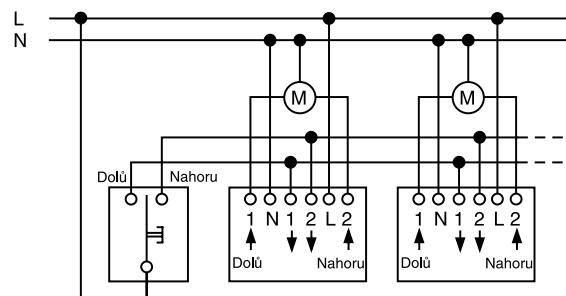 L
N
M M
Dolů Nahoru
1 N 1 2 L 2 1 N 1 2 L 2
Dolů Nahoru Dolů Nahoru